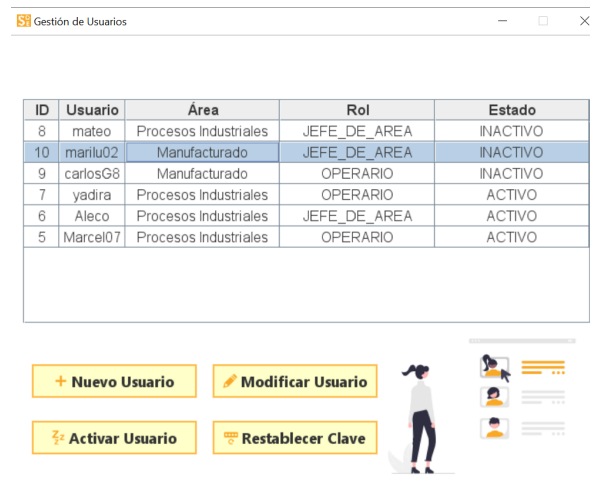 Gestión de Usuarios
ID Usuario Área Rol Estado
8 mateo Procesos Industriales JEFE_DE_AREA INACTIVO
10 marilu02 Manufacturado JEFE_DE_AREA INACTIVO
9 carlosG8 Manufacturado OPERARIO INACTIVO
7 yadira Procesos Industriales OPERARIO ACTIVO
6 Aleco Procesos Industriales JEFE_DE_AREA ACTIVO
5 Marcel07 Procesos Industriales OPERARIO ACTIVO
Nuevo Usuario Modificar Usuario
Activar Usuario Restablecer Clave